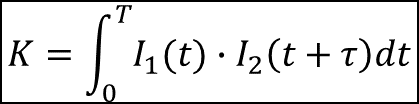 K = ∫₀ᵀ I₁(t) · I₂(t + τ)dt